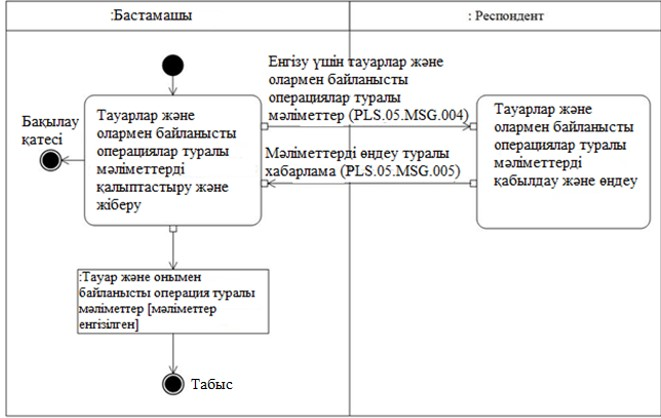 :Бастамашы
: Респондент
Енгізу үшін тауарлар және
олармен байланысты
операциялар туралы
мәліметтер (PLS.05.MSG.004)
Бақылау
қатесі
Тауарлар және
олармен байланысты
операциялар туралы
мәліметтерді
қалыптастыру және
жіберу
Мәліметтерді өңдеу туралы
хабарлама (PLS.05.MSG.005)
Тауарлар және
олармен байланысты
операциялар туралы
мәліметтерді
қабылдау және өңдеу
:Тауар және онымен
байланысты операция туралы
мәліметтер [мәліметтер
енгізілген]
Табыс